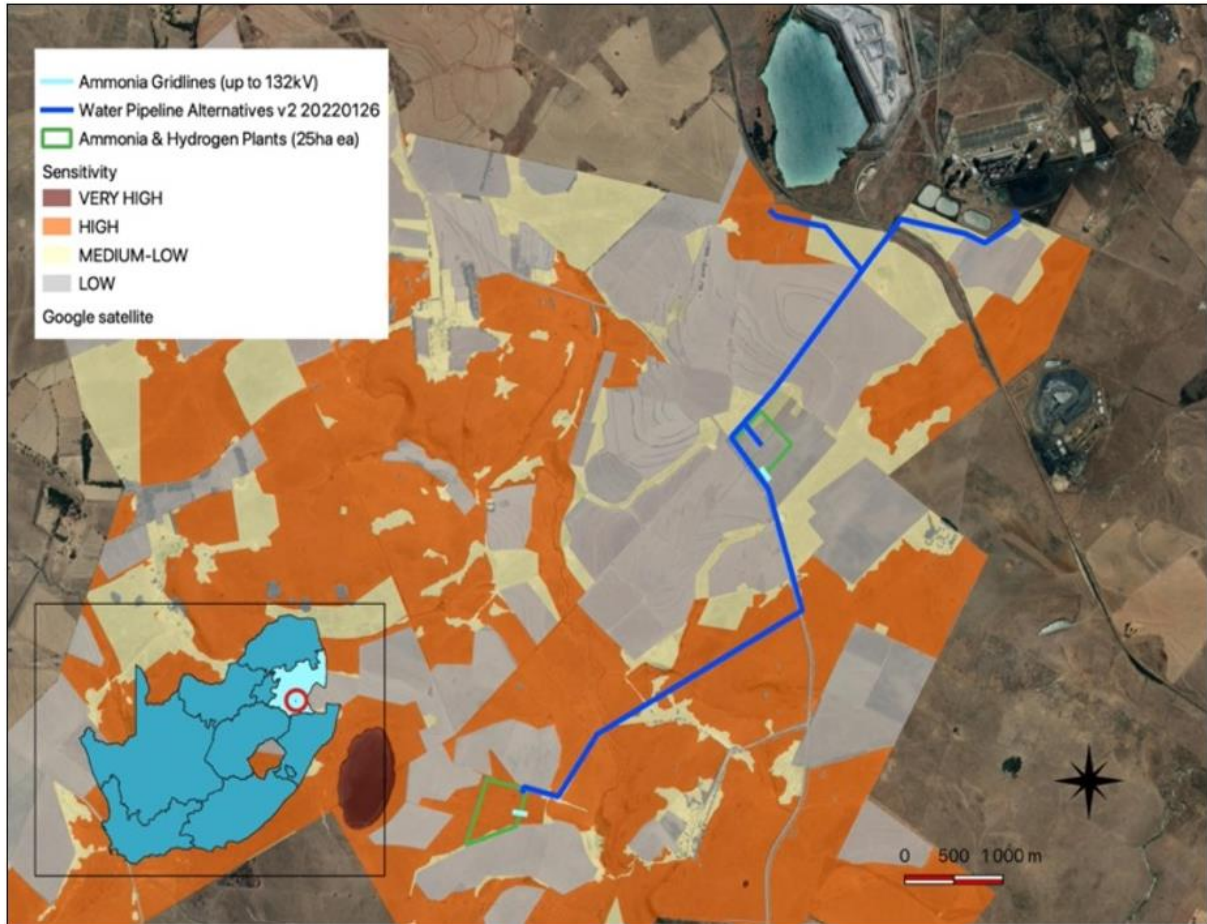 Ammonia Gridlines (up to 132kV)
Water Pipeline Alternatives v2 20220126
Ammonia & Hydrogen Plants (25ha ea)
Sensitivity
VERY HIGH
HIGH
MEDIUM-LOW
LOW
Google satellite
0 500 1000 m